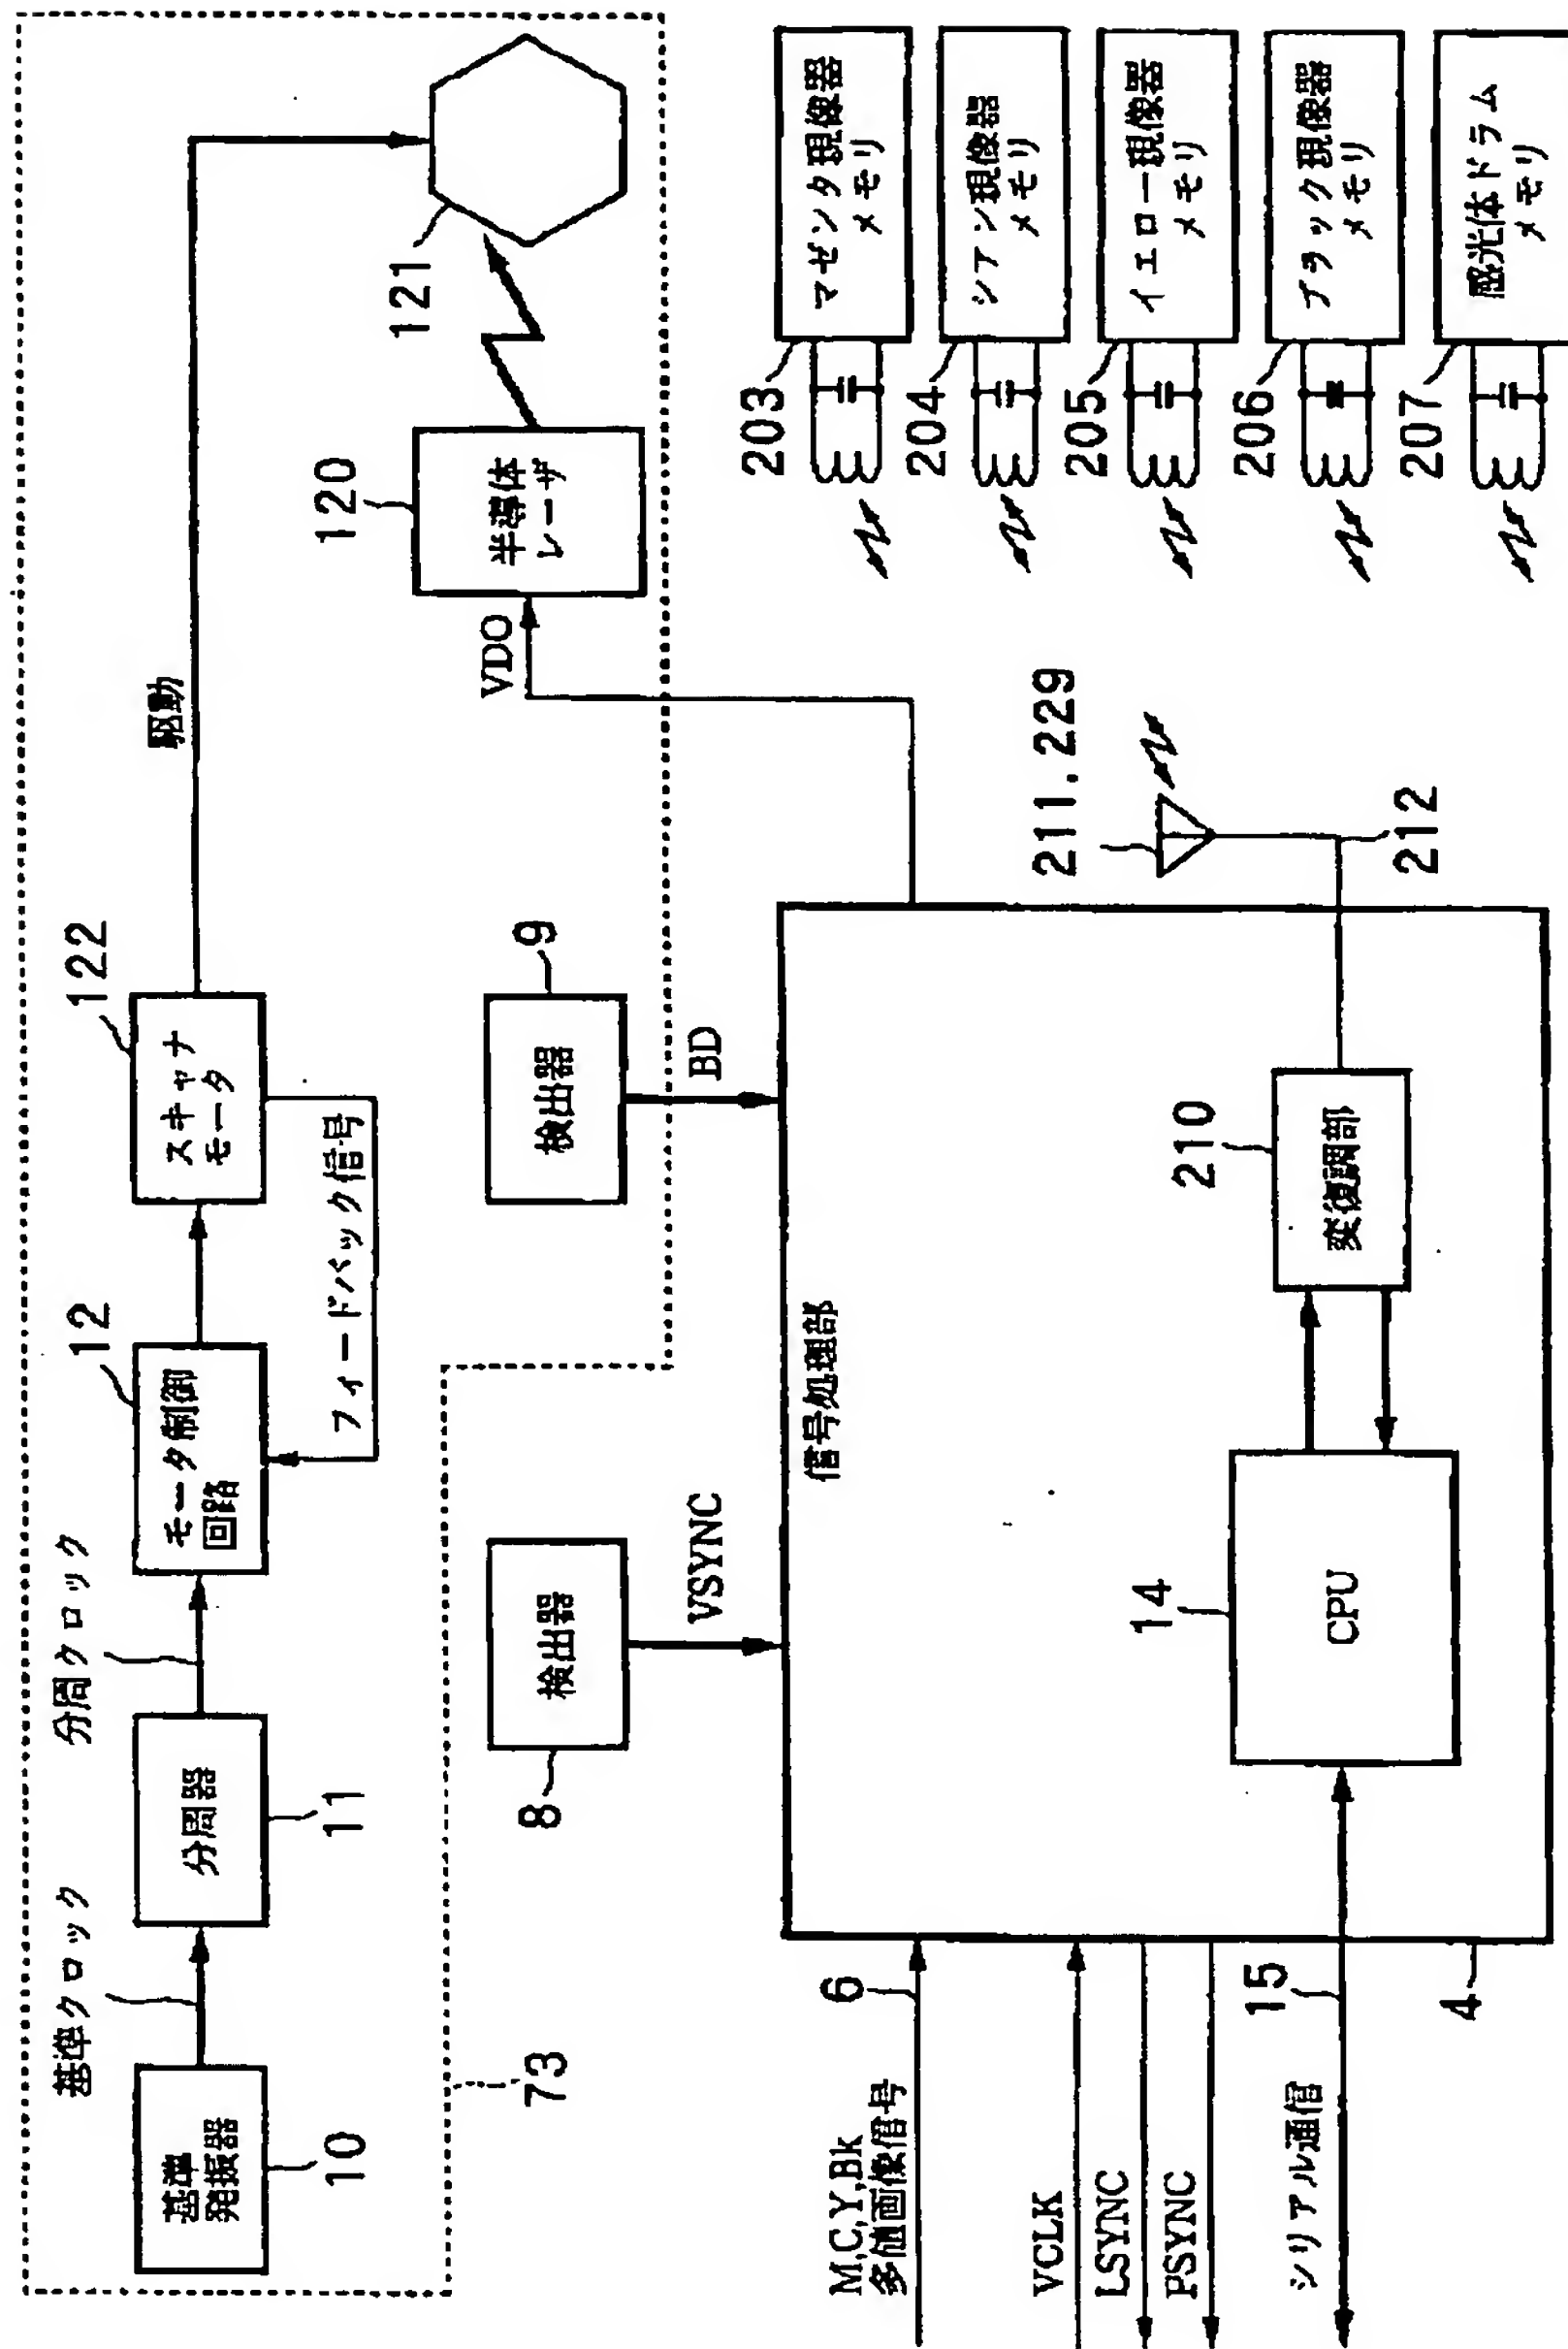 基準クロック
分周クロック
122
12
基準
発振器
10
分周器
11
モータ制御
回路
スキャナ
モータ
フィードバック信号
駆動
121
120
半導体
レーザ
VDO
73
検出器
8
VSYNC
検出器
9
BD
M,C,Y,Bk
多値画像信号
6
VCLK
LSYNC
PSYNC
シリアル通信
15
4
信号処理部
14
CPU
210
変復調部
211.229
212
203
マゼンタ現像器
メモリ
204
シアン現像器
メモリ
205
イエロー現像器
メモリ
206
ブラック現像器
メモリ
207
感光体ドラム
メモリ